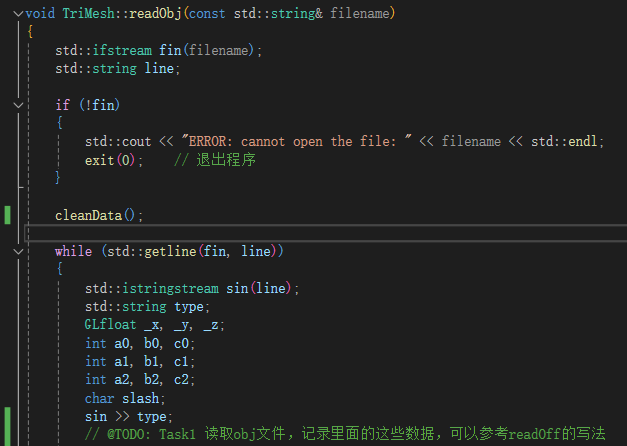 void TriMesh::readObj(const std::string& filename)
{
std::ifstream fin(filename);
std::string line;
if (!fin)
{
std::cout << "ERROR: cannot open the file: " << filename << std::endl;
exit(0);    // 退出程序
}
cleanData();
while (std::getline(fin, line))
{
std::istringstream sin(line);
std::string type;
GLfloat _x, _y, _z;
int a0, b0, c0;
int a1, b1, c1;
int a2, b2, c2;
char slash;
sin >> type;
// @TODO: Task1 读取obj文件，记录里面的这些数据，可以参考readOff的写法